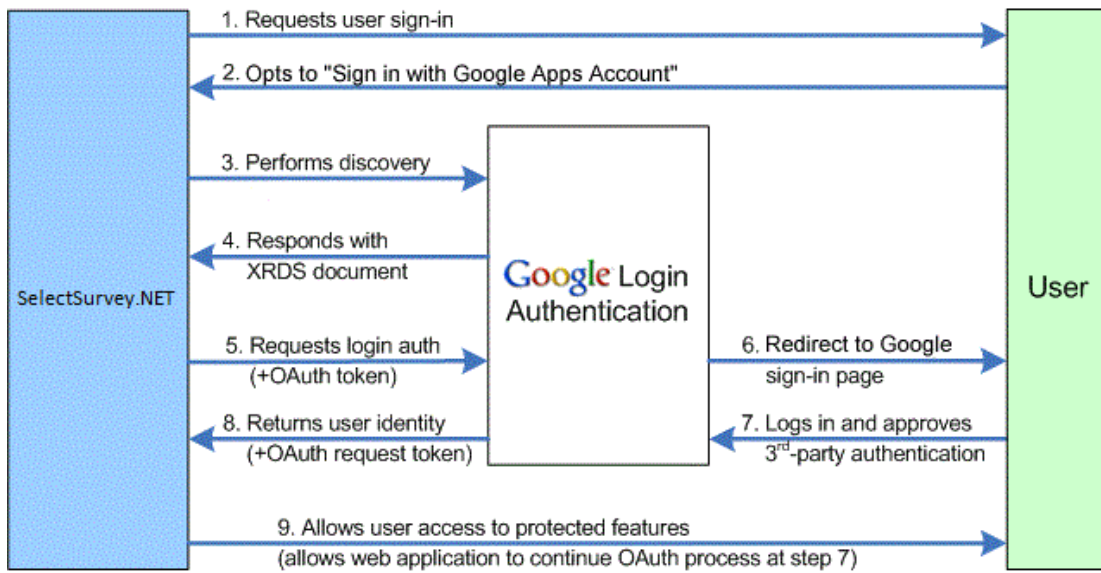 1. Requests user sign-in
2. Opts to "Sign in with Google Apps Account"
3. Performs discovery
4. Responds with
XRDS document
SelectSurvey.NET
Google Login
Authentication
User
5. Requests login auth
(+OAuth token)
6. Redirect to Google
sign-in page
8. Returns user identity
(+OAuth request token)
7. Logs in and approves
3rd-party authentication
9. Allows user access to protected features
(allows web application to continue OAuth process at step 7)